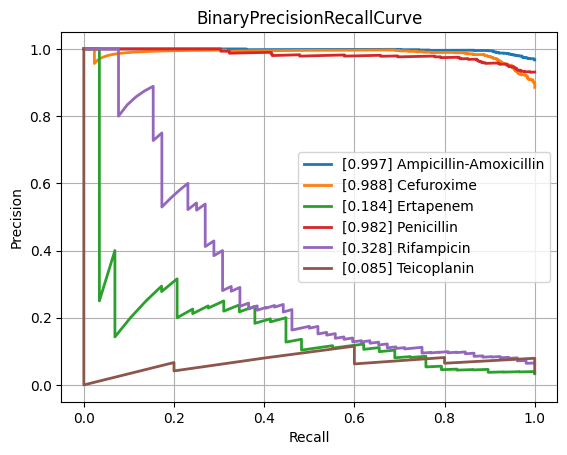 BinaryPrecisionRecallCurve
Precision
1.0
0.8
0.6
0.4
0.2
0.0
[0.997] Ampicillin-Amoxicillin
[0.988] Cefuroxime
[0.184] Ertapenem
[0.982] Penicillin
[0.328] Rifampicin
[0.085] Teicoplanin
0.0 0.2 0.4 0.6 0.8 1.0
Recall